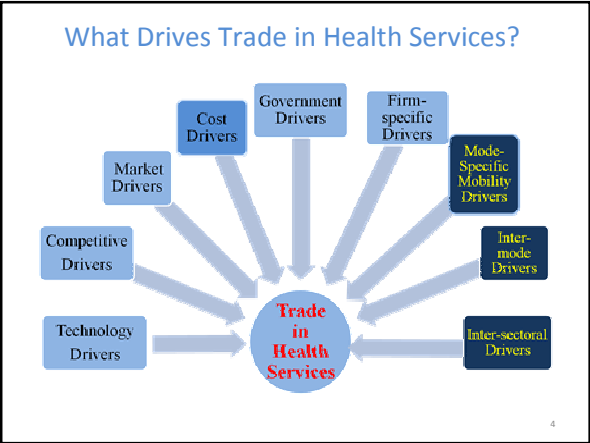 What Drives Trade in Health Services?
Government
Drivers
Firm-
specific
Drivers
Cost
Drivers
Mode-
Specific
Mobility
Drivers
Market
Drivers
Competitive
Drivers
Inter-
mode
Drivers
Technology
Drivers
Trade
in
Health
Services
Inter-sectoral
Drivers
4